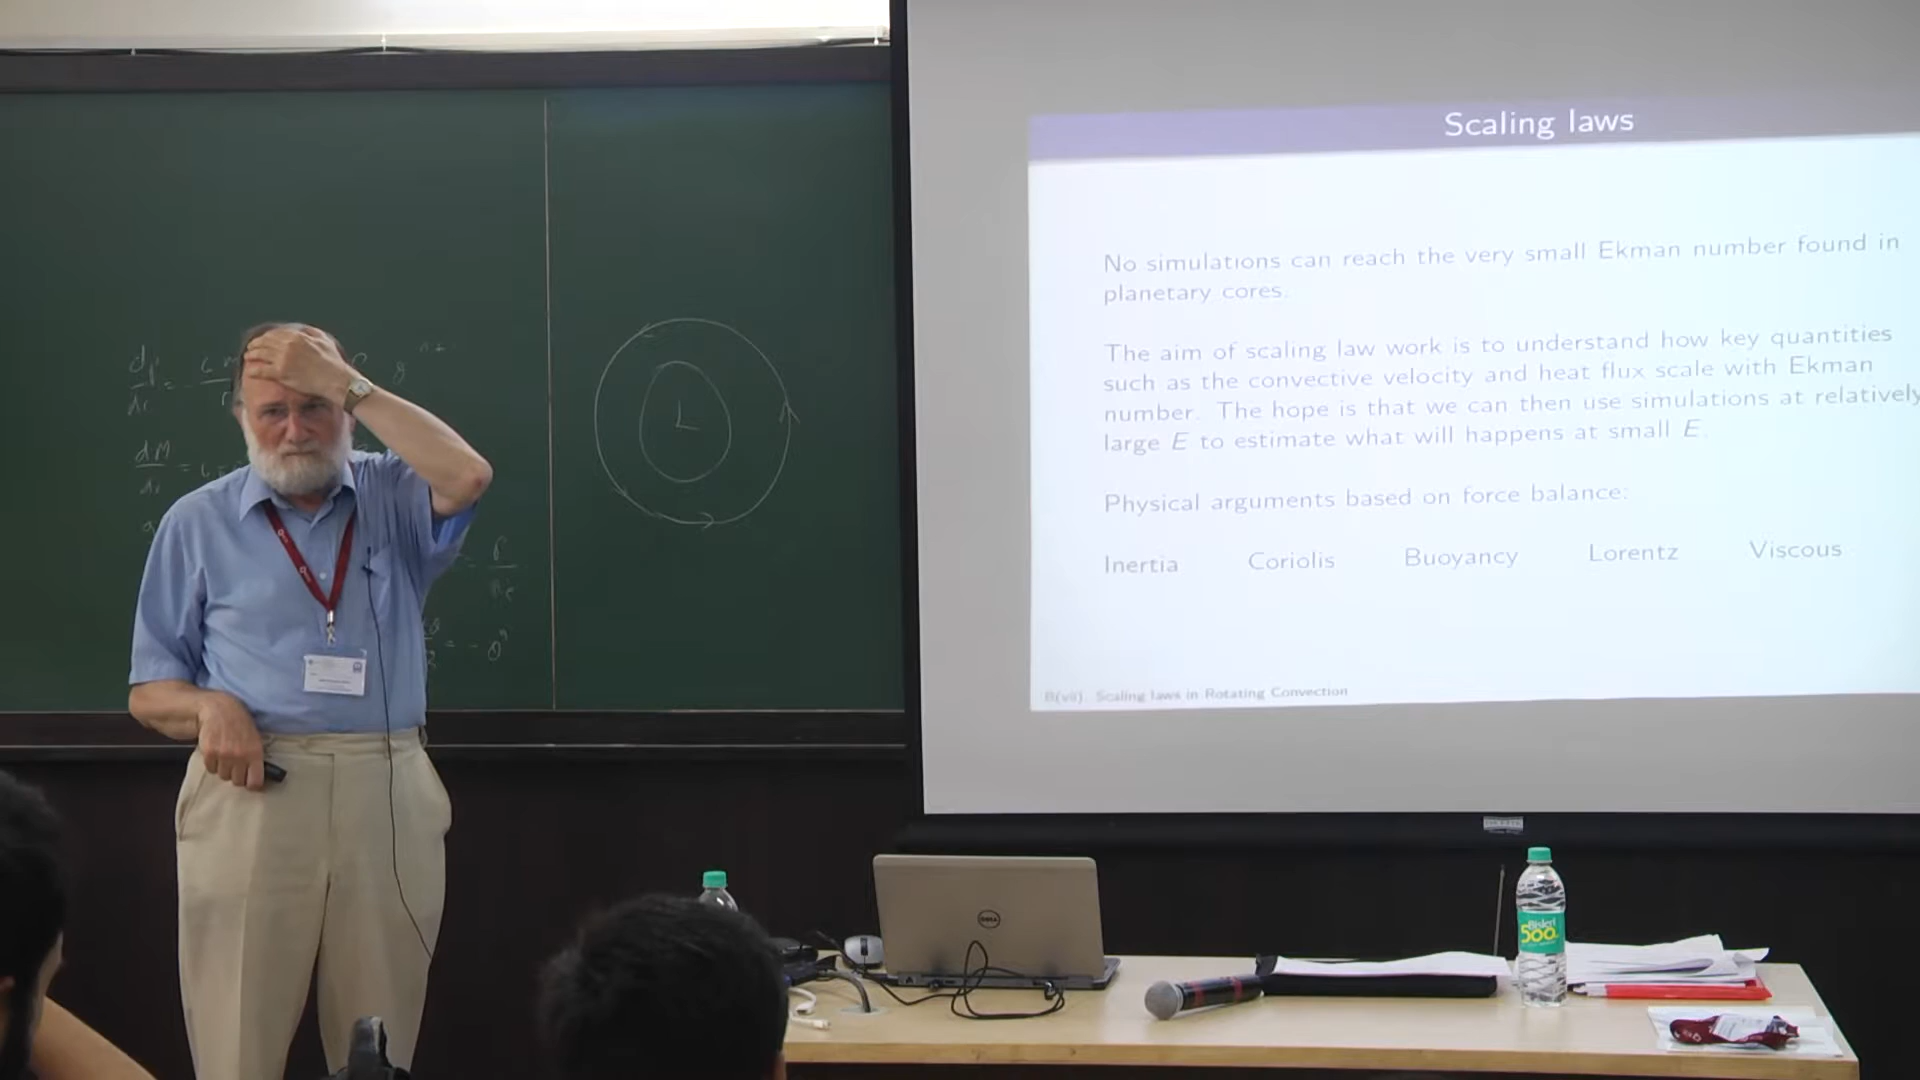 Scaling laws
No simulations can reach the very small Ekman number found in
planetary cores.
The aim of scaling law work is to understand how key quantities
such as the convective velocity and heat flux scale with Ekman
number. The hope is that we can then use simulations at relatively
large E to estimate what will happens at small E.
Physical arguments based on force balance:
Inertia Coriolis Buoyancy Lorentz Viscous
B(vii). Scaling laws in Rotating Convection
dM
DELL
Bisleri
500